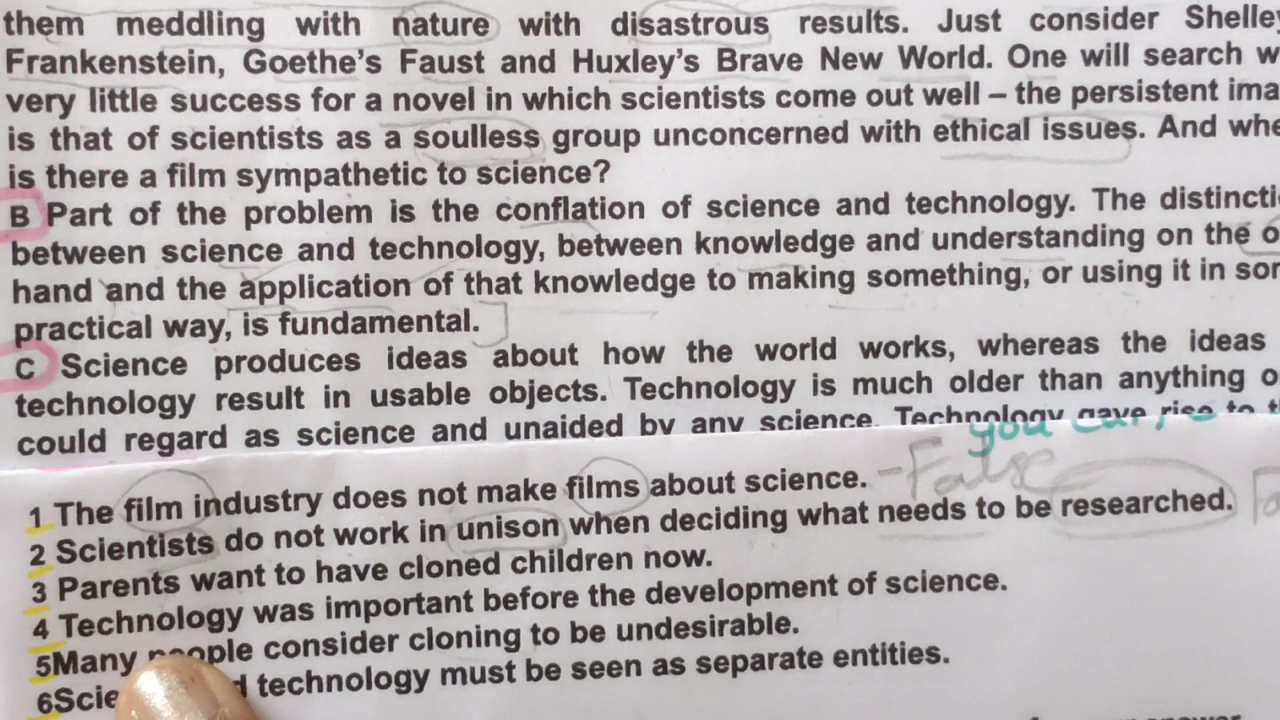 them meddling with nature with disastrous results. Just consider Shelley
Frankenstein, Goethe's Faust and Huxley's Brave New World. One will search w
very little success for a novel in which scientists come out well – the persistent ima
is that of scientists as a soulless group unconcerned with ethical issues. And whe
is there a film sympathetic to science?
B Part of the problem is the conflation of science and technology. The distincti
between science and technology, between knowledge and understanding on the o
hand and the application of that knowledge to making something, or using it in som
practical way, is fundamental.
C Science produces ideas about how the world works, whereas the ideas
technology result in usable objects. Technology is much older than anything o
could regard as science and unaided by any science. Technology gave rise to th
you can,
1 The film industry does not make films about science. -False
2 Scientists do not work in unison when deciding what needs to be researched.
3 Parents want to have cloned children now.
4 Technology was important before the development of science.
5Many people consider cloning to be undesirable.
6Scie technology must be seen as separate entities.